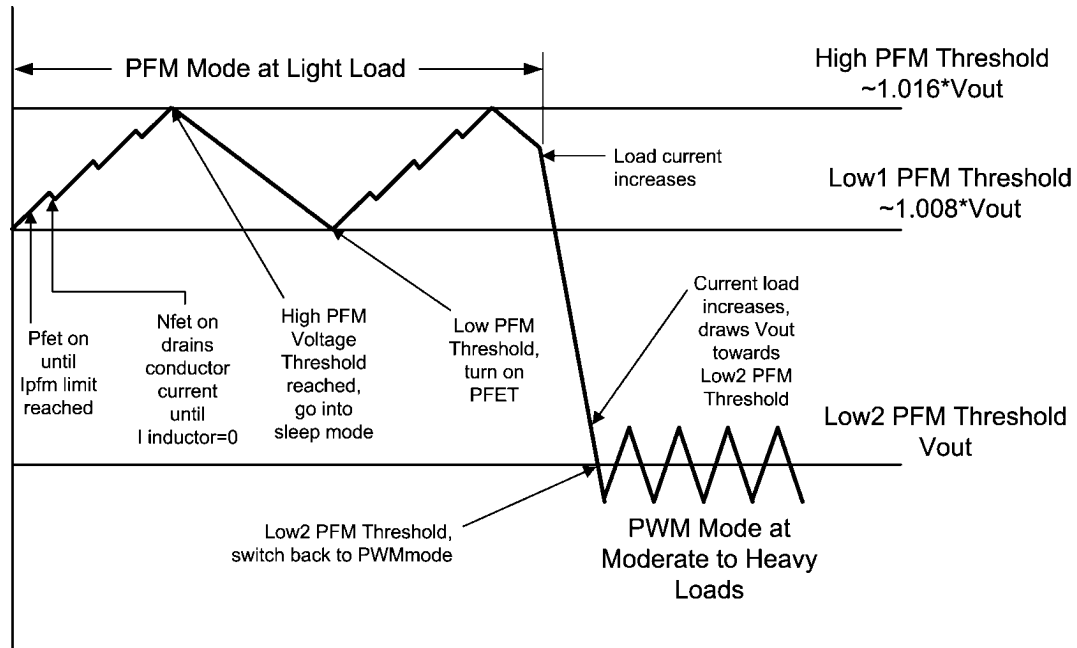 PFM Mode at Light Load
High PFM Threshold
~1.016*Vout
Load current
increases
Low1 PFM Threshold
~1.008*Vout
Pfet on
until
Ipfm limit
reached
Nfet on
drains
conductor
current
until
I inductor=0
High PFM
Voltage
Threshold
reached,
go into
sleep mode
Low PFM
Threshold,
turn on
PFET
Current load
increases,
draws Vout
towards
Low2 PFM
Threshold
Low2 PFM Threshold
Vout
Low2 PFM Threshold,
switch back to PWMmode
PWM Mode at
Moderate to Heavy
Loads